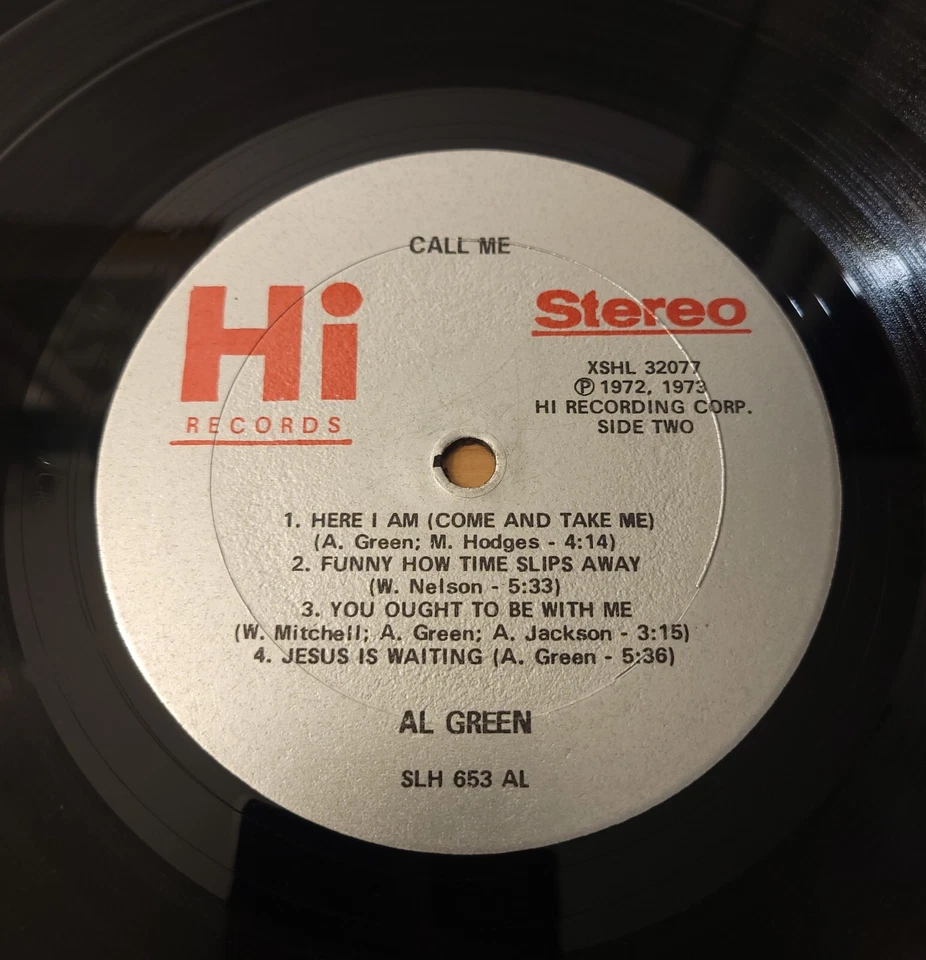 CALL ME
Hi
RECORDS
Stereo
XSHL 32077
Ⓟ 1972, 1973
HI RECORDING CORP.
SIDE TWO
1. HERE I AM (COME AND TAKE ME)
(A. Green; M. Hodges - 4:14)
2. FUNNY HOW TIME SLIPS AWAY
(W. Nelson - 5:33)
3. YOU OUGHT TO BE WITH ME
(W. Mitchell; A. Green; A. Jackson - 3:15)
4. JESUS IS WAITING (A. Green - 5:36)
AL GREEN
SLH 653 AL